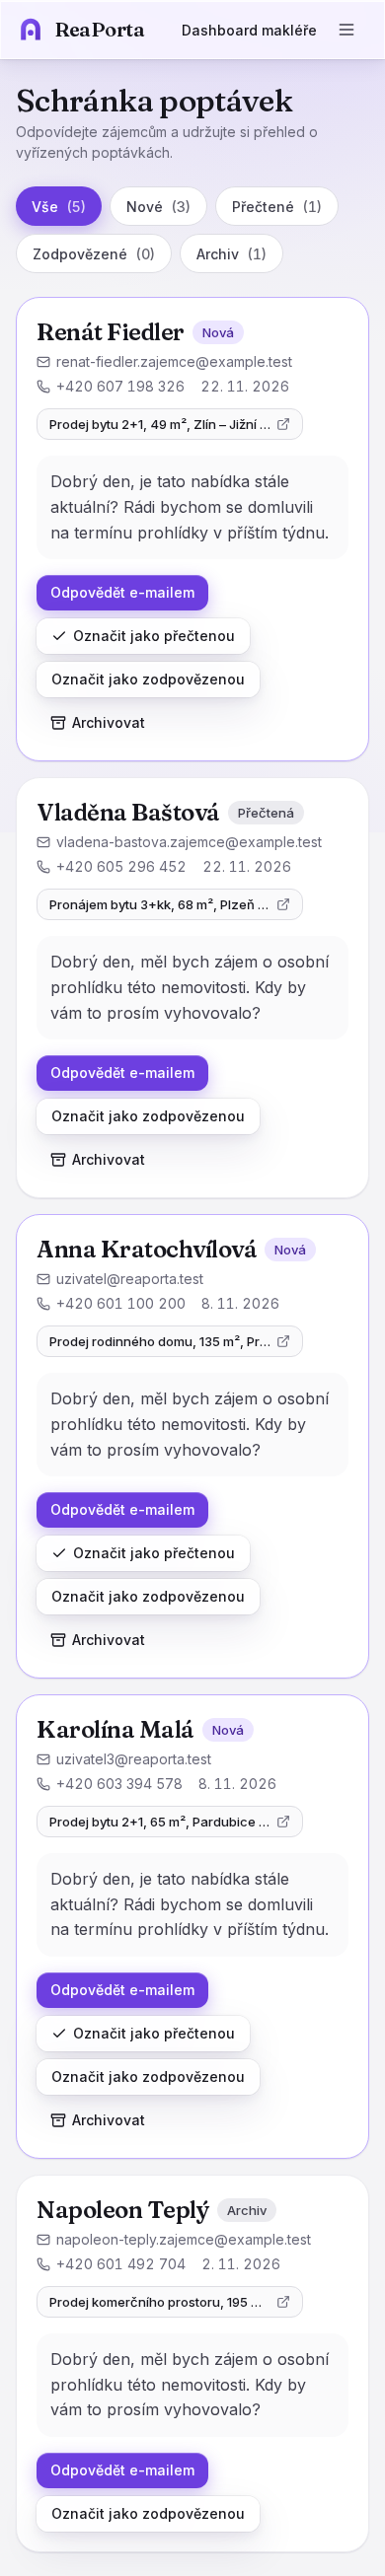 ReaPorta
Dashboard makléře
Schránka poptávek
Odpovídejte zájemcům a udržujte si přehled o
vyřízených poptávkách.
Vše (5)
Nové (3)
Přečtené (1)
Zodpovězené (0)
Archiv (1)
Renát Fiedler Nová
renat-fiedler.zajemce@example.test
+420 607 198 326 22. 11. 2026
Prodej bytu 2+1, 49 m², Zlín – Jižní ...
Dobrý den, je tato nabídka stále
aktuální? Rádi bychom se domluvili
na termínu prohlídky v příštím týdnu.
Odpovědět e-mailem
Označit jako přečtenou
Označit jako zodpovězenou
Archivovat
Vladěna Baštová Přečtená
vladena-bastova.zajemce@example.test
+420 605 296 452 22. 11. 2026
Pronájem bytu 3+kk, 68 m², Plzeň ...
Dobrý den, měl bych zájem o osobní
prohlídku této nemovitosti. Kdy by
vám to prosím vyhovovalo?
Odpovědět e-mailem
Označit jako zodpovězenou
Archivovat
Anna Kratochvílová Nová
uzivatel@reaporta.test
+420 601 100 200 8. 11. 2026
Prodej rodinného domu, 135 m², Pr...
Dobrý den, měl bych zájem o osobní
prohlídku této nemovitosti. Kdy by
vám to prosím vyhovovalo?
Odpovědět e-mailem
Označit jako přečtenou
Označit jako zodpovězenou
Archivovat
Karolína Malá Nová
uzivatel3@reaporta.test
+420 603 394 578 8. 11. 2026
Prodej bytu 2+1, 65 m², Pardubice ...
Dobrý den, je tato nabídka stále
aktuální? Rádi bychom se domluvili
na termínu prohlídky v příštím týdnu.
Odpovědět e-mailem
Označit jako přečtenou
Označit jako zodpovězenou
Archivovat
Napoleon Teplý Archiv
napoleon-teply.zajemce@example.test
+420 601 492 704 2. 11. 2026
Prodej komerčního prostoru, 195 ...
Dobrý den, měl bych zájem o osobní
prohlídku této nemovitosti. Kdy by
vám to prosím vyhovovalo?
Odpovědět e-mailem
Označit jako zodpovězenou